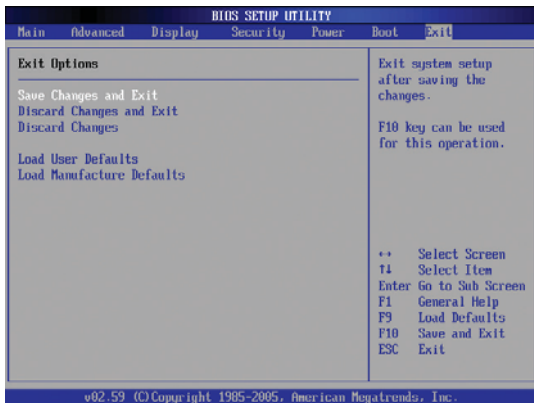 BIOS SETUP UTILITY
Main Advanced Display Security Power Boot Exit
Exit Options
Save Changes and Exit
Discard Changes and Exit
Discard Changes
Load User Defaults
Load Manufacture Defaults
Exit system setup
after saving the
changes.
F10 key can be used
for this operation.
↔ Select Screen
↑↓ Select Item
Enter Go to Sub Screen
F1 General Help
F9 Load Defaults
F10 Save and Exit
ESC Exit
v02.59 (C)Copyright 1985-2005, American Megatrends, Inc.